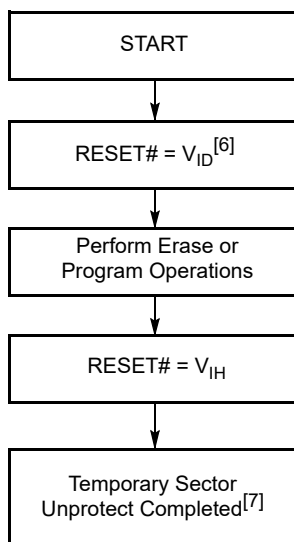 START
RESET# = VID[6]
Perform Erase or
Program Operations
RESET# = VIH
Temporary Sector
Unprotect Completed[7]